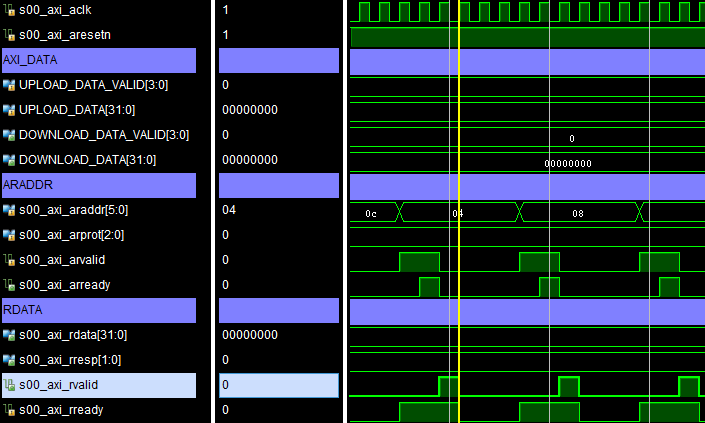 s00_axi_aclk 1
s00_axi_aresetn 1
AXI_DATA
UPLOAD_DATA_VALID[3:0] 0
UPLOAD_DATA[31:0] 00000000
DOWNLOAD_DATA_VALID[3:0] 0 0
DOWNLOAD_DATA[31:0] 00000000 00000000
ARADDR
s00_axi_araddr[5:0] 04 0c 04 08
s00_axi_arprot[2:0] 0
s00_axi_arvalid 0
s00_axi_arready 0
RDATA
s00_axi_rdata[31:0] 00000000
s00_axi_rresp[1:0] 0
s00_axi_rvalid 0
s00_axi_rready 0